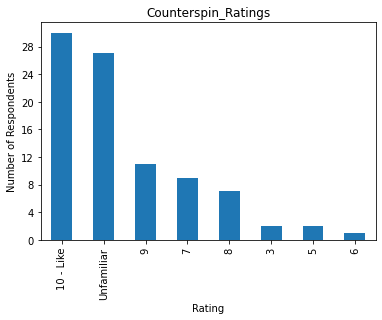 Counterspin_Ratings
Number of Respondents
28
24
20
16
12
8
4
0
10 - Like
Unfamiliar
9
7
8
3
5
6
Rating